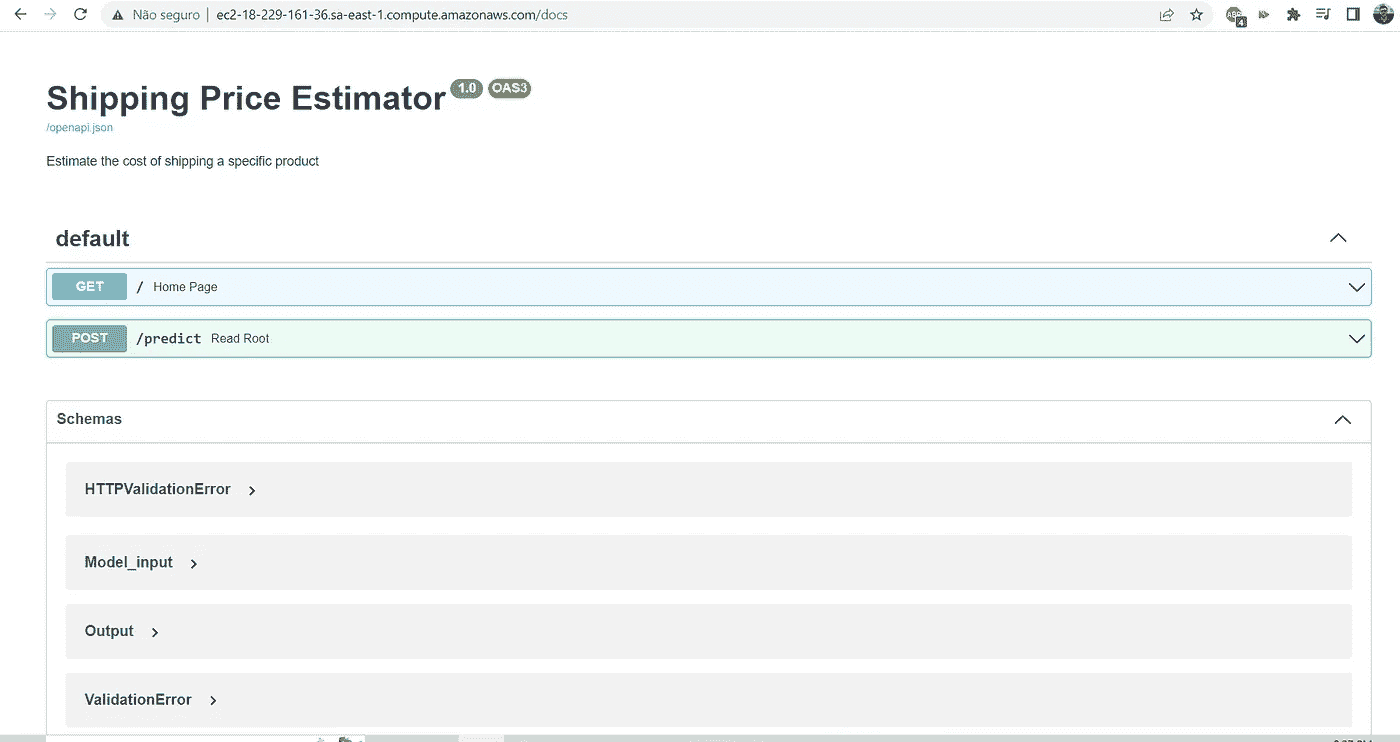 Não seguro | ec2-18-229-161-36.sa-east-1.compute.amazonaws.com/docs
4
Shipping Price Estimator 1.0 OAS3
/openapi.json
Estimate the cost of shipping a specific product
default
GET / Home Page
POST /predict Read Root
Schemas
HTTPValidationError
Model_input
Output
ValidationError